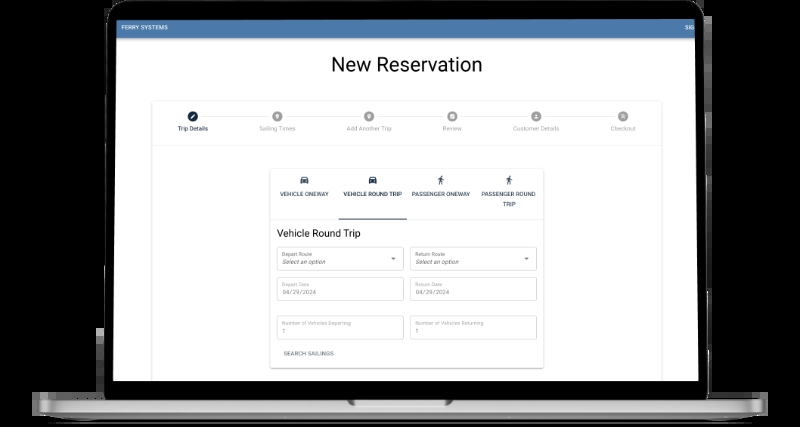 FERRY SYSTEMS
SIG
New Reservation
Trip Details
Sailing Times
Add Another Trip
Review
Customer Details
Checkout
VEHICLE ONEWAY
VEHICLE ROUND TRIP
PASSENGER ONEWAY
PASSENGER ROUND
TRIP
Vehicle Round Trip
Depart Route
Return Route
Select an option
Select an option
Depart Date
Return Date
04/29/2024
04/29/2024
Number of Vehicles Departing
Number of Vehicles Returning
1
1
SEARCH SAILINGS